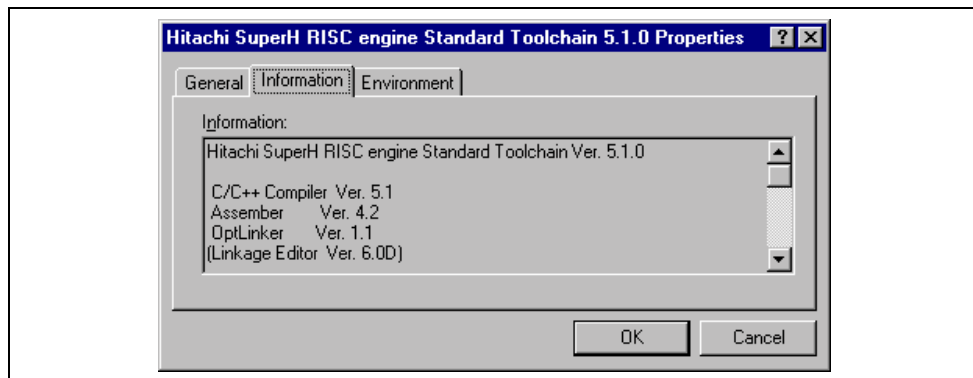 Hitachi SuperH RISC engine Standard Toolchain 5.1.0 Properties
General Information Environment
Information:
Hitachi SuperH RISC engine Standard Toolchain Ver. 5.1.0
C/C++ Compiler Ver. 5.1
Assember Ver. 4.2
OptLinker Ver. 1.1
(Linkage Editor Ver. 6.0D)
OK Cancel